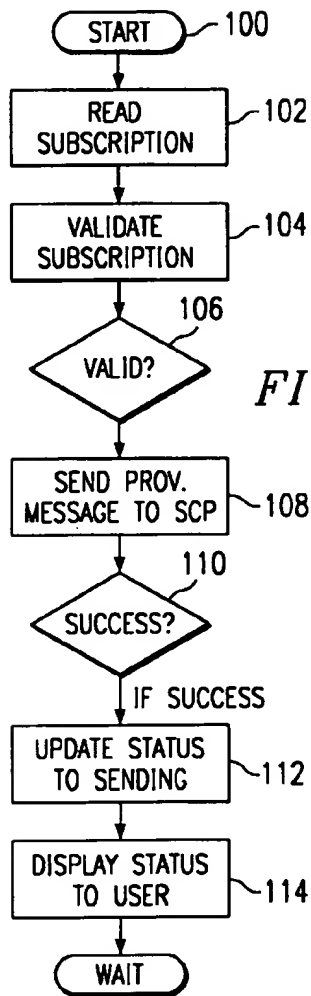 START
100
READ
SUBSCRIPTION
102
VALIDATE
SUBSCRIPTION
104
106
VALID?
FI
SEND PROV.
MESSAGE TO SCP
108
110
SUCCESS?
IF SUCCESS
UPDATE STATUS
TO SENDING
112
DISPLAY STATUS
TO USER
114
WAIT